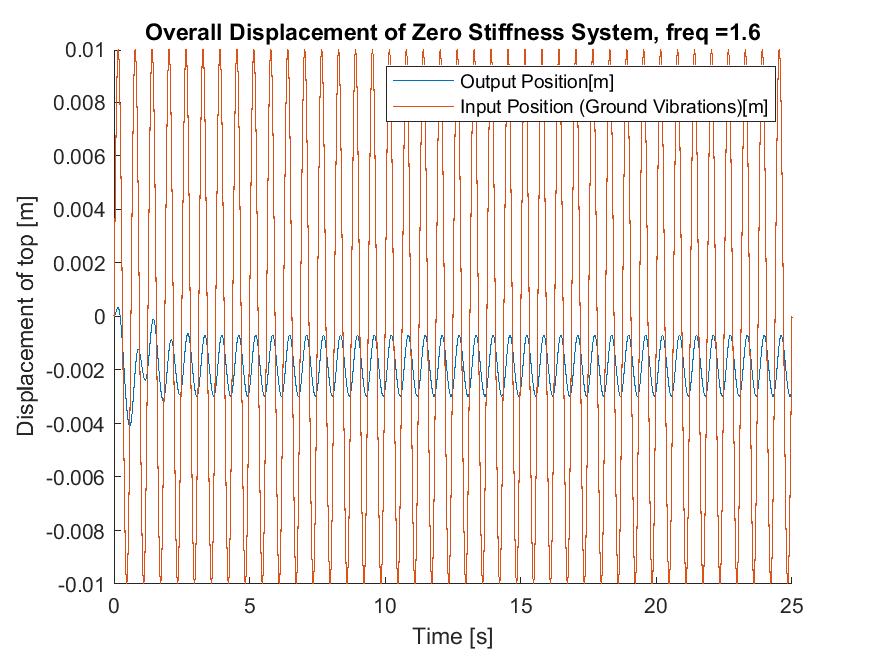 Overall Displacement of Zero Stiffness System, freq =1.6
Output Position[m]
Input Position (Ground Vibrations)[m]
Displacement of top [m]
0.01
0.008
0.006
0.004
0.002
0
-0.002
-0.004
-0.006
-0.008
-0.01
0 5 10 15 20 25
Time [s]